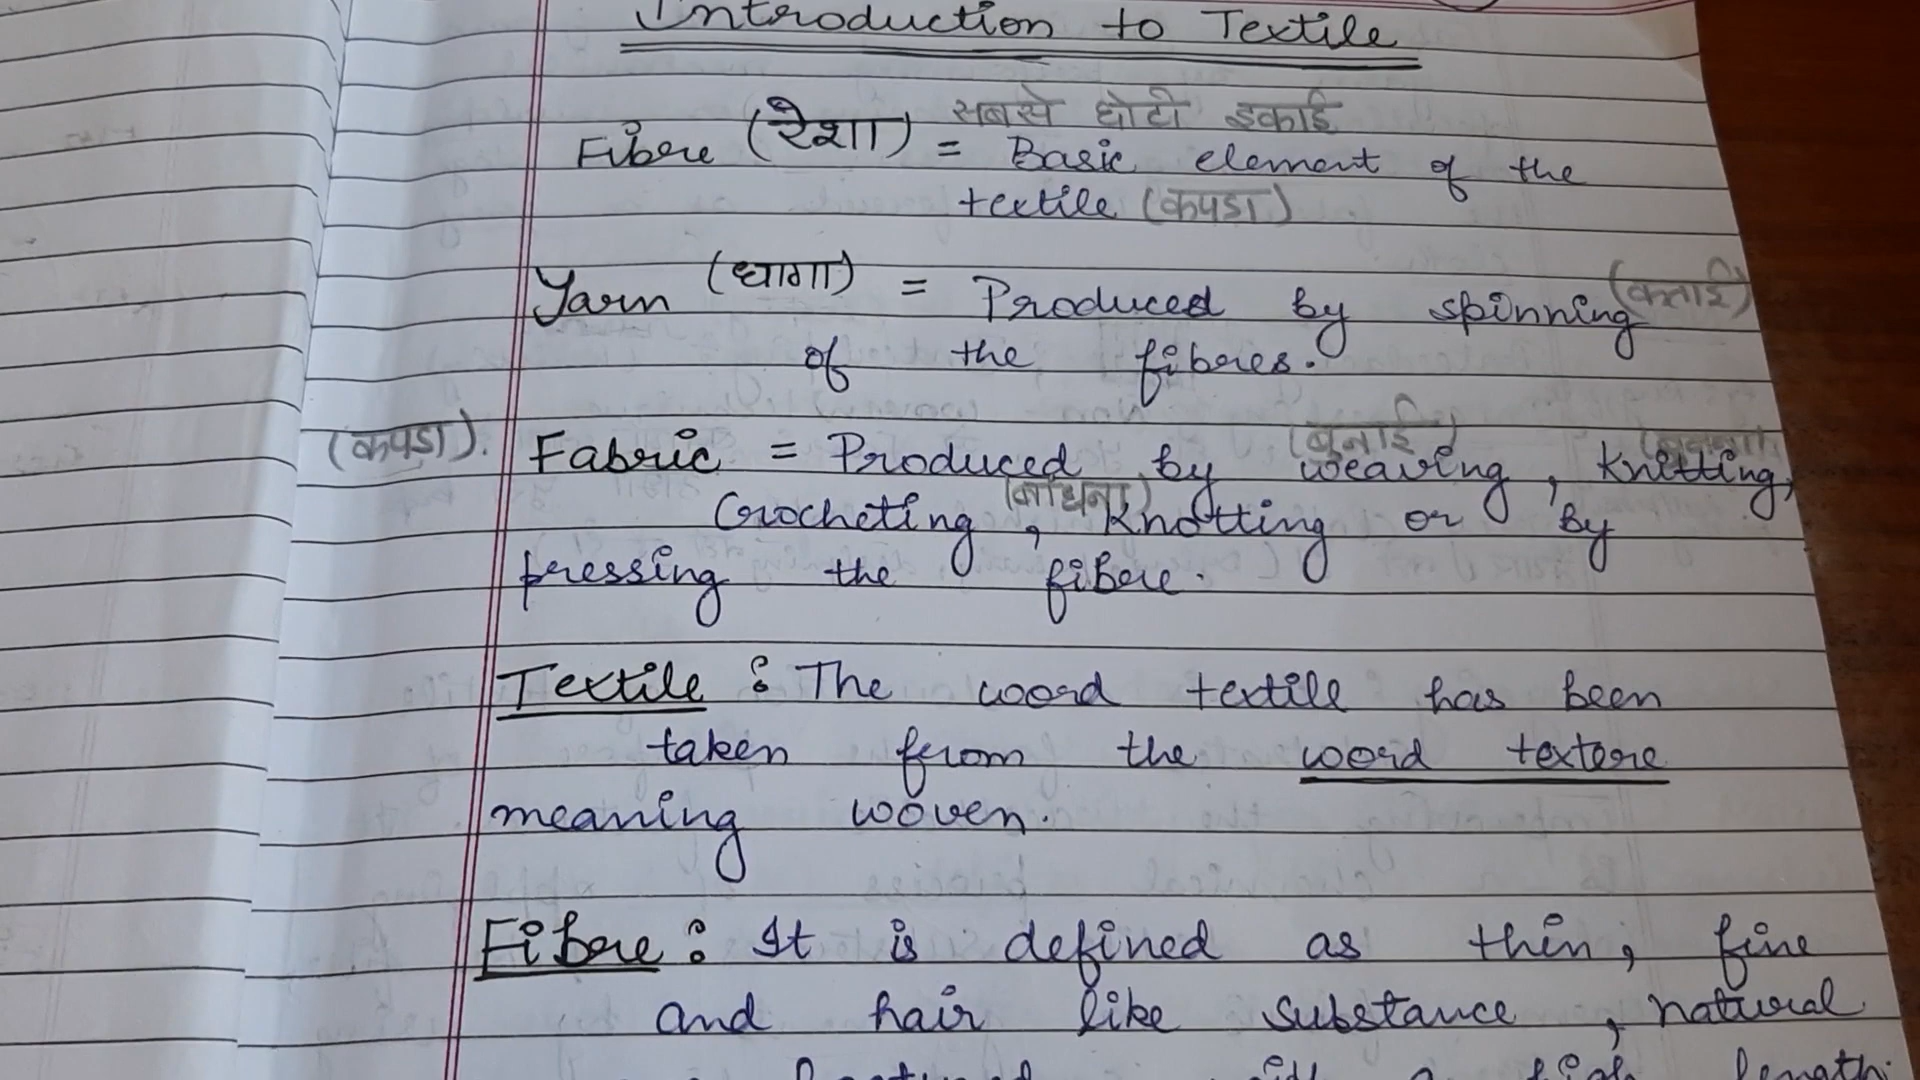 Introduction to Textile
सबसे छोटी इकाई
Fibre (रेशा) = Basic element of the
textile (कपडा)
Yarn (धागा) = Produced by spinning (कताई)
of the fibres.
(कपडा). Fabric = Produced by weaving (बुनाई), Knitting,
Crocheting, Knotting (बांधना) or by
pressing the fibre.
Textile : The word textile has been
taken from the word textere
meaning woven.
Fibre : It is defined as thin, fine
and hair like substance, natural
with a high length